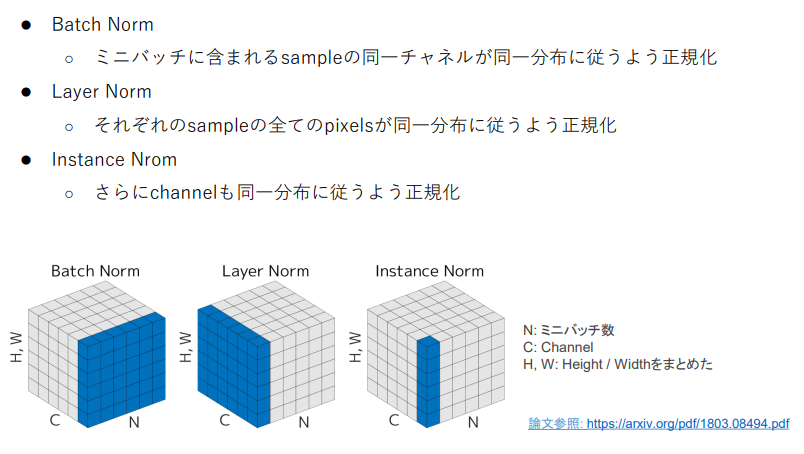 ● Batch Norm
○ ミニバッチに含まれるsampleの同一チャネルが同一分布に従うよう正規化
● Layer Norm
○ それぞれのsampleの全てのpixelsが同一分布に従うよう正規化
● Instance Nrom
○ さらにchannelも同一分布に従うよう正規化
Batch Norm
H, W
C
N
Layer Norm
H, W
C
N
Instance Norm
H, W
C
N
N: ミニバッチ数
C: Channel
H, W: Height / Widthをまとめた
論文参照: https://arxiv.org/pdf/1803.08494.pdf